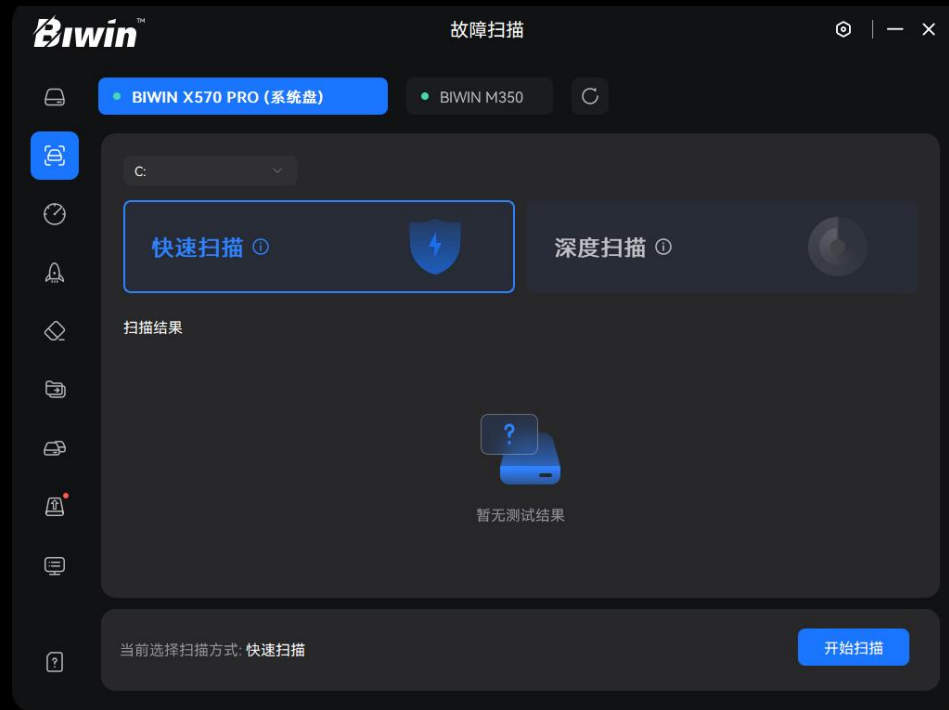 Biwin™
故障扫描
BIWIN X570 PRO (系统盘)
BIWIN M350
C:
快速扫描
深度扫描
扫描结果
?
暂无测试结果
当前选择扫描方式: 快速扫描
开始扫描
?